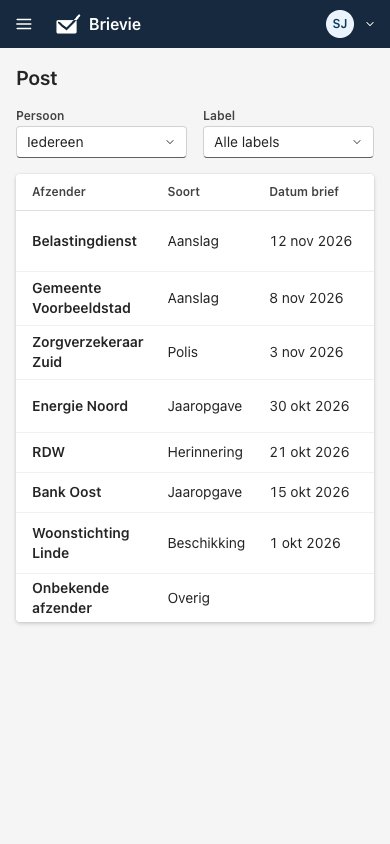 Brievie
SJ
Post
Persoon
Label
Iedereen
Alle labels
Afzender Soort Datum brief
Belastingdienst Aanslag 12 nov 2026
Gemeente
Voorbeeldstad
Aanslag 8 nov 2026
Zorgverzekeraar
Zuid
Polis 3 nov 2026
Energie Noord Jaaropgave 30 okt 2026
RDW Herinnering 21 okt 2026
Bank Oost Jaaropgave 15 okt 2026
Woonstichting
Linde
Beschikking 1 okt 2026
Onbekende
afzender
Overig